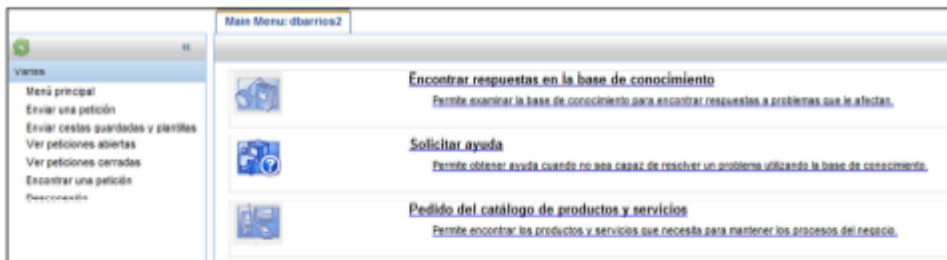 Main Menu: dbarrios2
«
Varios
Menú principal
Enviar una petición
Enviar cestas guardadas y plantillas
Ver peticiones abiertas
Ver peticiones cerradas
Encontrar una petición
Desconexión
Encontrar respuestas en la base de conocimiento
Permite examinar la base de conocimiento para encontrar respuestas a problemas que le afectan.
Solicitar ayuda
Permite obtener ayuda cuando no sea capaz de resolver un problema utilizando la base de conocimiento.
Pedido del catálogo de productos y servicios
Permite encontrar los productos y servicios que necesita para mantener los procesos del negocio.